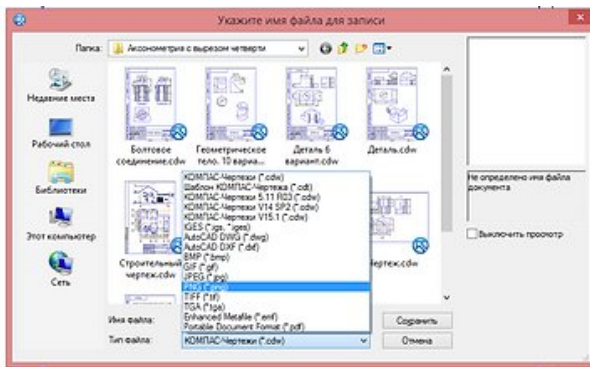 Укажите имя файла для записи
Папка: Аксонометрия с вырезом четверти
Недавние места
Рабочий стол
Библиотеки
Этот компьютер
Сеть
Болтовое соединение.cdw
Геометрическое тело. 10 вариа...
Деталь 6 вариант.cdw
Деталь.cdw
Строительный чертеж.cdw
Чертеж.cdw
КОМПАС-Чертежи (*.cdw)
Шаблон КОМПАС-Чертежа (*.cdt)
КОМПАС-Чертежи 5.11 R03 (*.cdw)
КОМПАС-Чертежи V14 SP2 (*.cdw)
КОМПАС-Чертежи V15.1 (*.cdw)
IGES (*.igs, *.iges)
AutoCAD DWG (*.dwg)
AutoCAD DXF (*.dxf)
BMP (*.bmp)
GIF (*.gif)
JPEG (*.jpg)
PNG (*.png)
TIFF (*.tif)
TGA (*.tga)
Enhanced Metafile (*.emf)
Portable Document Format (*.pdf)
Не определено имя файла документа
Выключить просмотр
Имя файла:
Сохранить
Тип файла: КОМПАС-Чертежи (*.cdw)
Отмена